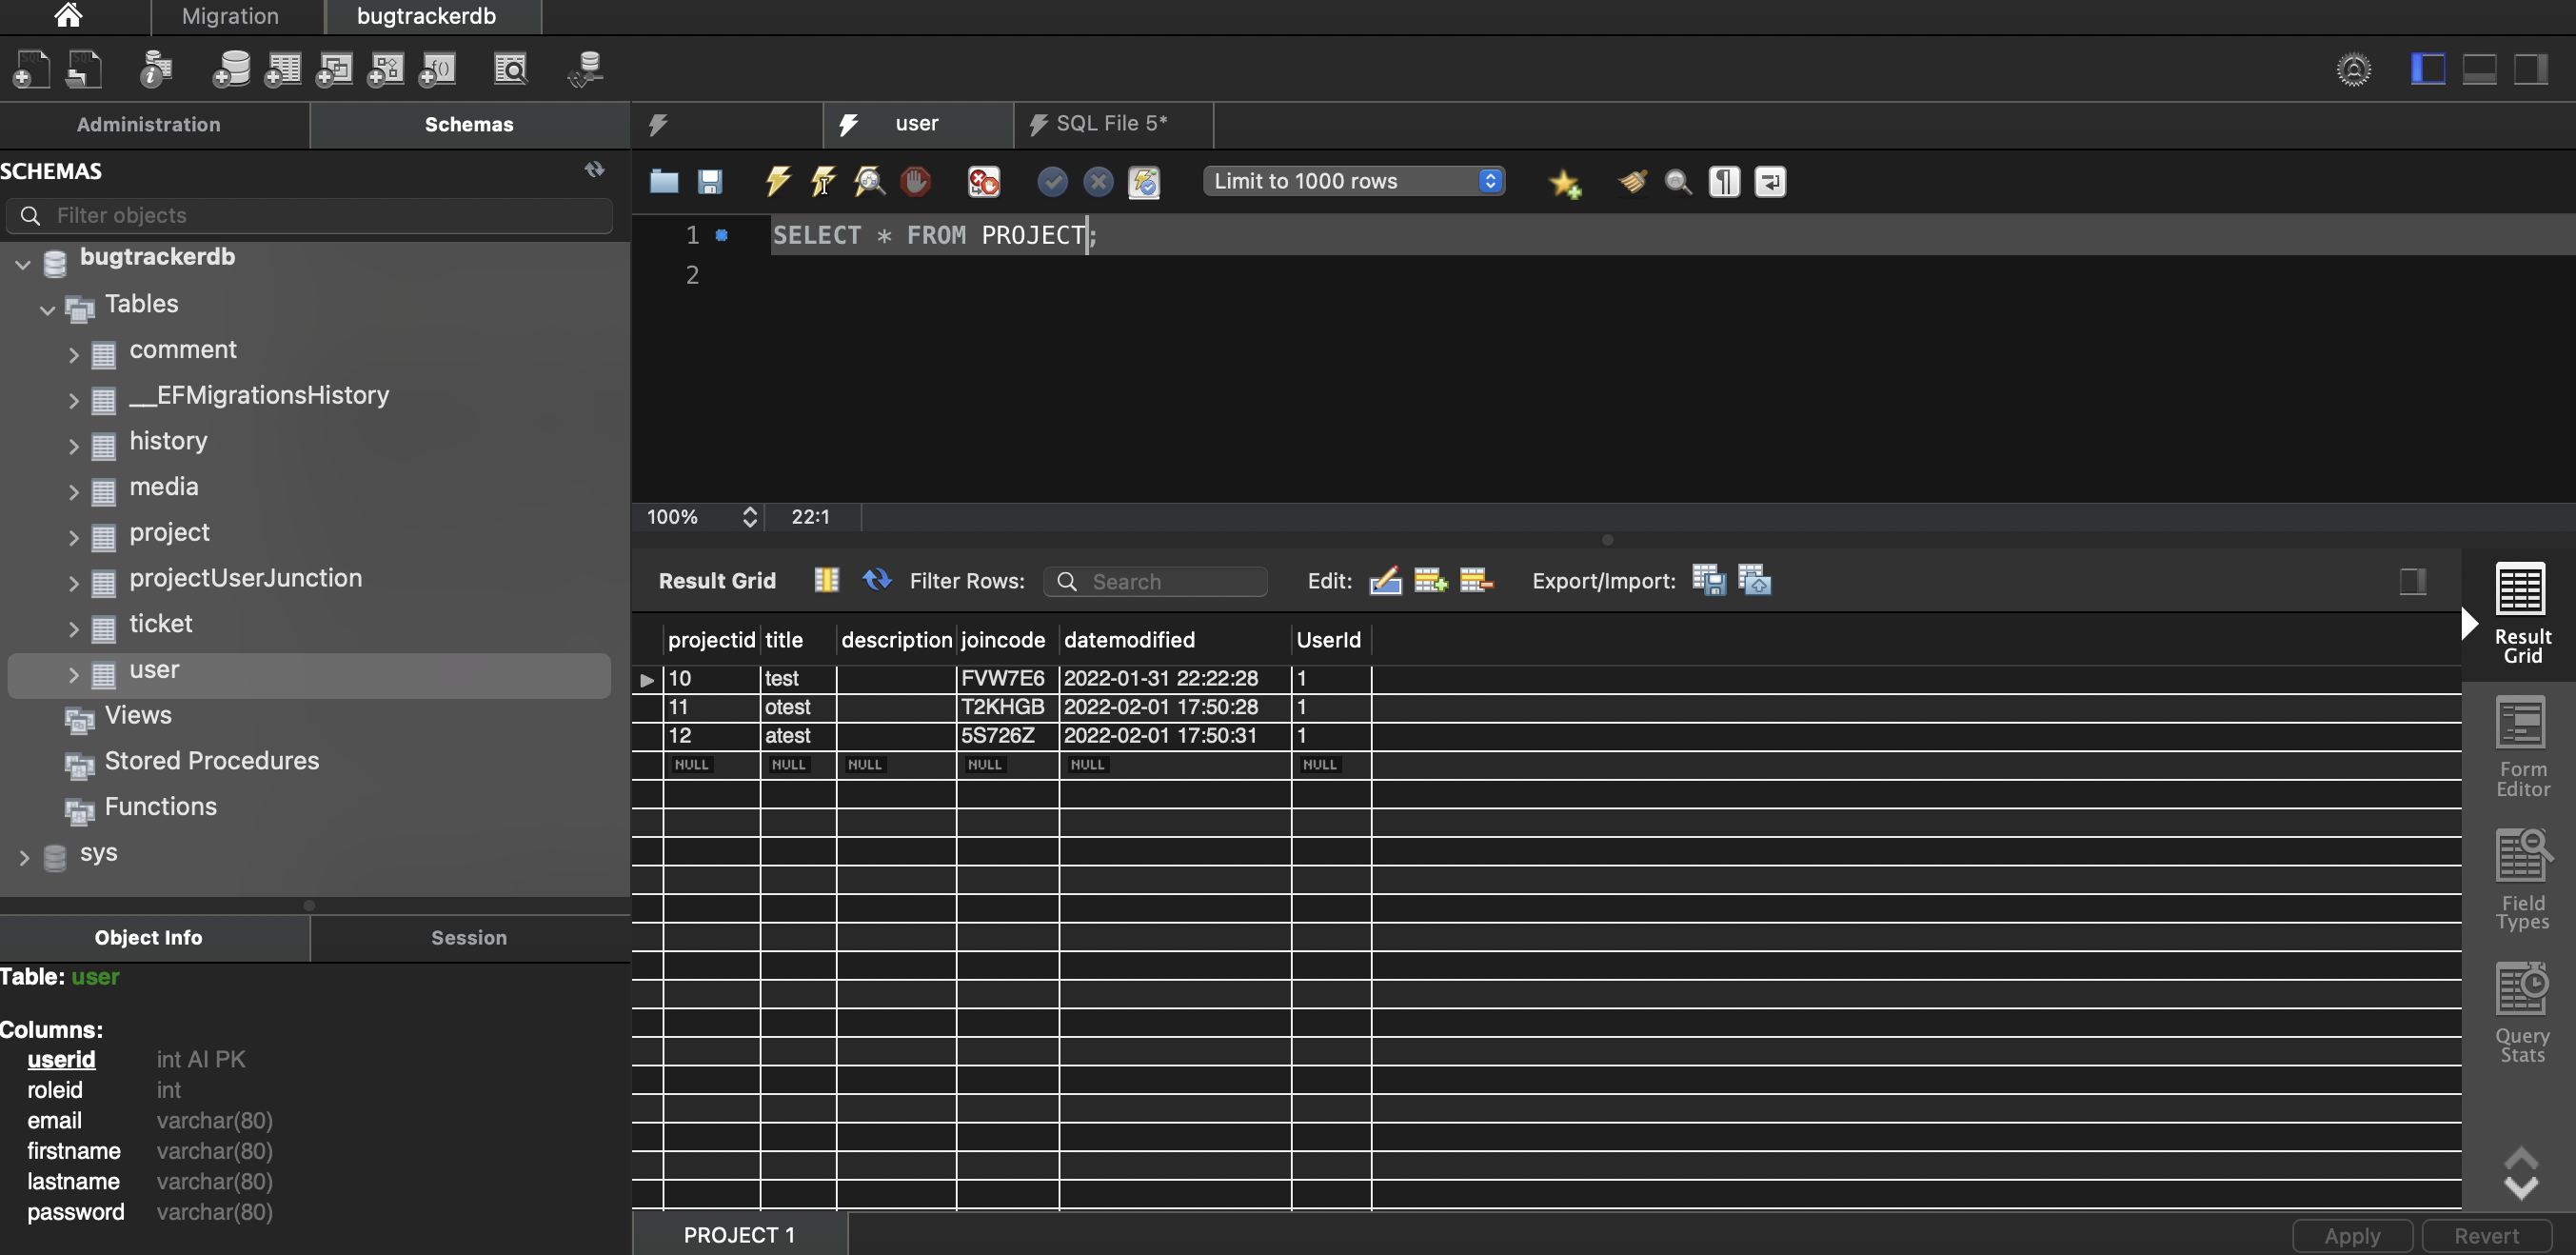 Migration
bugtrackerdb
Administration
Schemas
SCHEMAS
Filter objects
bugtrackerdb
Tables
comment
__EFMigrationsHistory
history
media
project
projectUserJunction
ticket
user
Views
Stored Procedures
Functions
sys
Object Info
Session
Table: user
Columns:
userid int AI PK
roleid int
email varchar(80)
firstname varchar(80)
lastname varchar(80)
password varchar(80)
user
SQL File 5*
Limit to 1000 rows
1 SELECT * FROM PROJECT;
2
100% 22:1
Result Grid Filter Rows: Search Edit: Export/Import:
projectid title description joincode datemodified UserId
10 test FVW7E6 2022-01-31 22:22:28 1
11 otest T2KHGB 2022-02-01 17:50:28 1
12 atest 5S726Z 2022-02-01 17:50:31 1
NULL NULL NULL NULL NULL NULL
Result
Grid
Form
Editor
Field
Types
Query
Stats
PROJECT 1
Apply
Revert